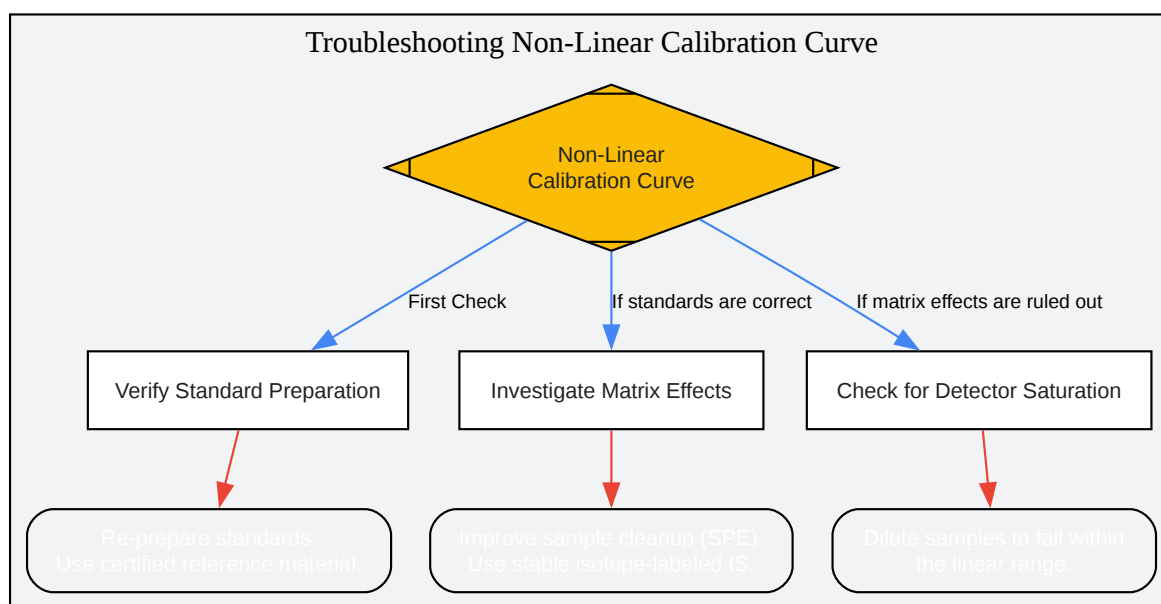 Troubleshooting Non-Linear Calibration Curve
Non-Linear
Calibration Curve
First Check
If standards are correct
If matrix effects are ruled out
Verify Standard Preparation
Investigate Matrix Effects
Check for Detector Saturation
Re-prepare standards.
Use certified reference material.
Improve sample cleanup (SPE).
Use stable isotope-labeled IS.
Dilute samples to fall within
the linear range.